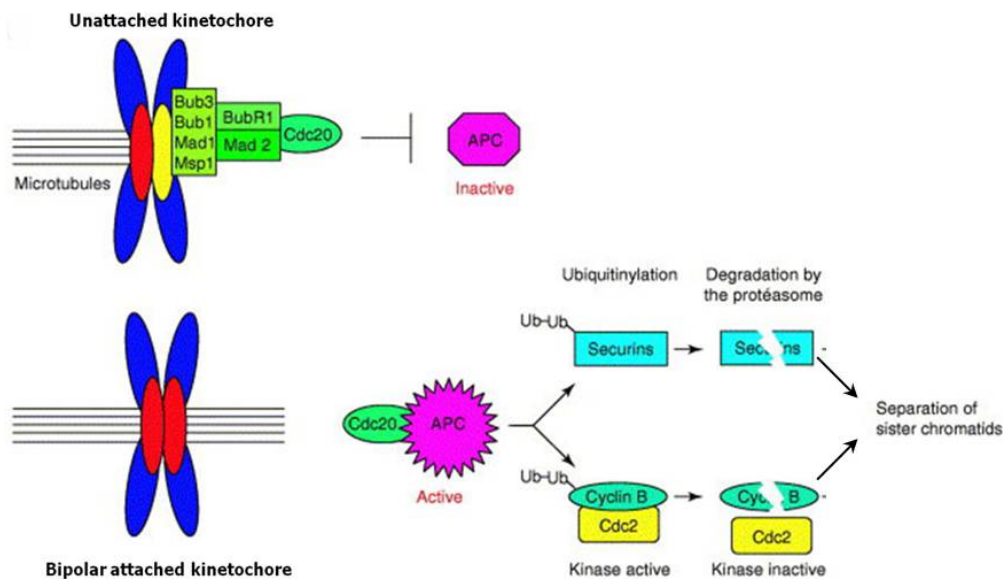 Unattached kinetochore
Bub3
Bub1
Mad1
Msp1
BubR1
Mad 2
Cdc20
APC
Inactive
Microtubules
Ubiquitinylation
Degradation by
the protéasome
Ub-Ub
Securins
Securins
Cdc20
APC
Active
Separation of
sister chromatids
Ub-Ub
Cyclin B
Cdc2
Cyclin B
Cdc2
Kinase active
Kinase inactive
Bipolar attached kinetochore